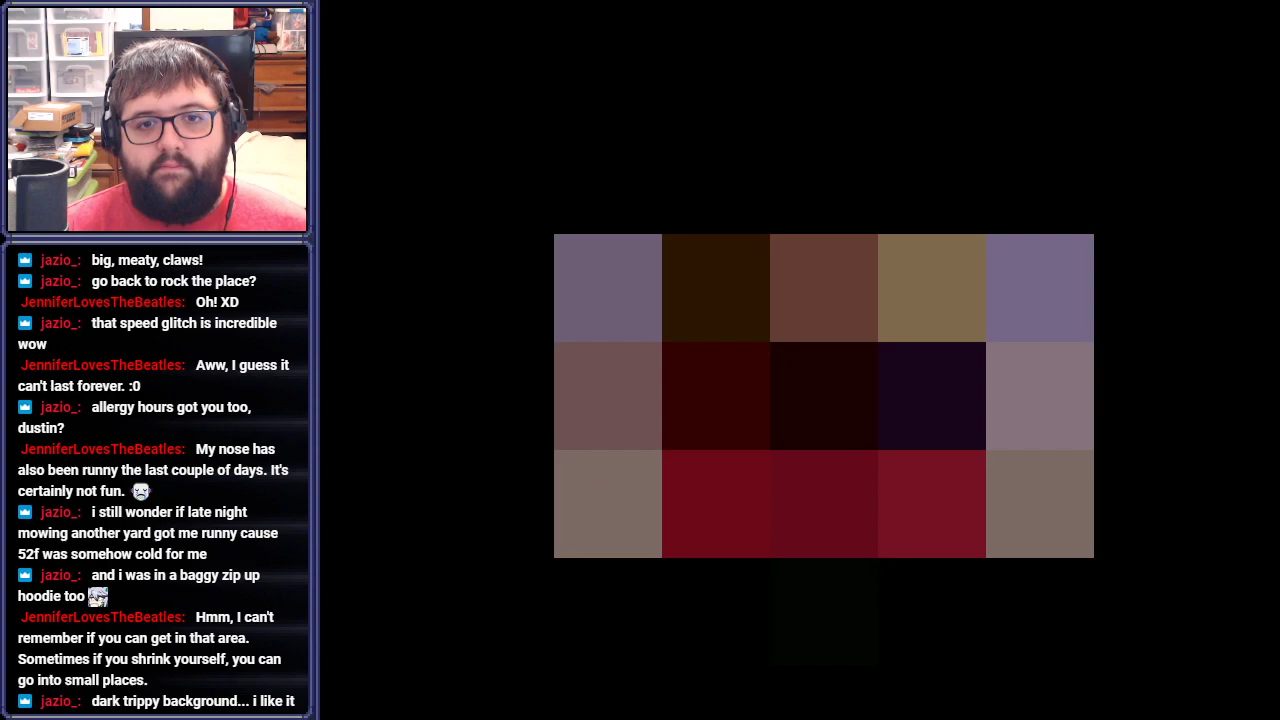 jazio_: big, meaty, claws!
jazio_: go back to rock the place?
JenniferLovesTheBeatles: Oh! XD
jazio_: that speed glitch is incredible
wow
JenniferLovesTheBeatles: Aww, I guess it
can't last forever. :0
jazio_: allergy hours got you too,
dustin?
JenniferLovesTheBeatles: My nose has
also been runny the last couple of days. It's
certainly not fun.
jazio_: i still wonder if late night
mowing another yard got me runny cause
52f was somehow cold for me
jazio_: and i was in a baggy zip up
hoodie too
JenniferLovesTheBeatles: Hmm, I can't
remember if you can get in that area.
Sometimes if you shrink yourself, you can
go into small places.
jazio_: dark trippy background... i like it